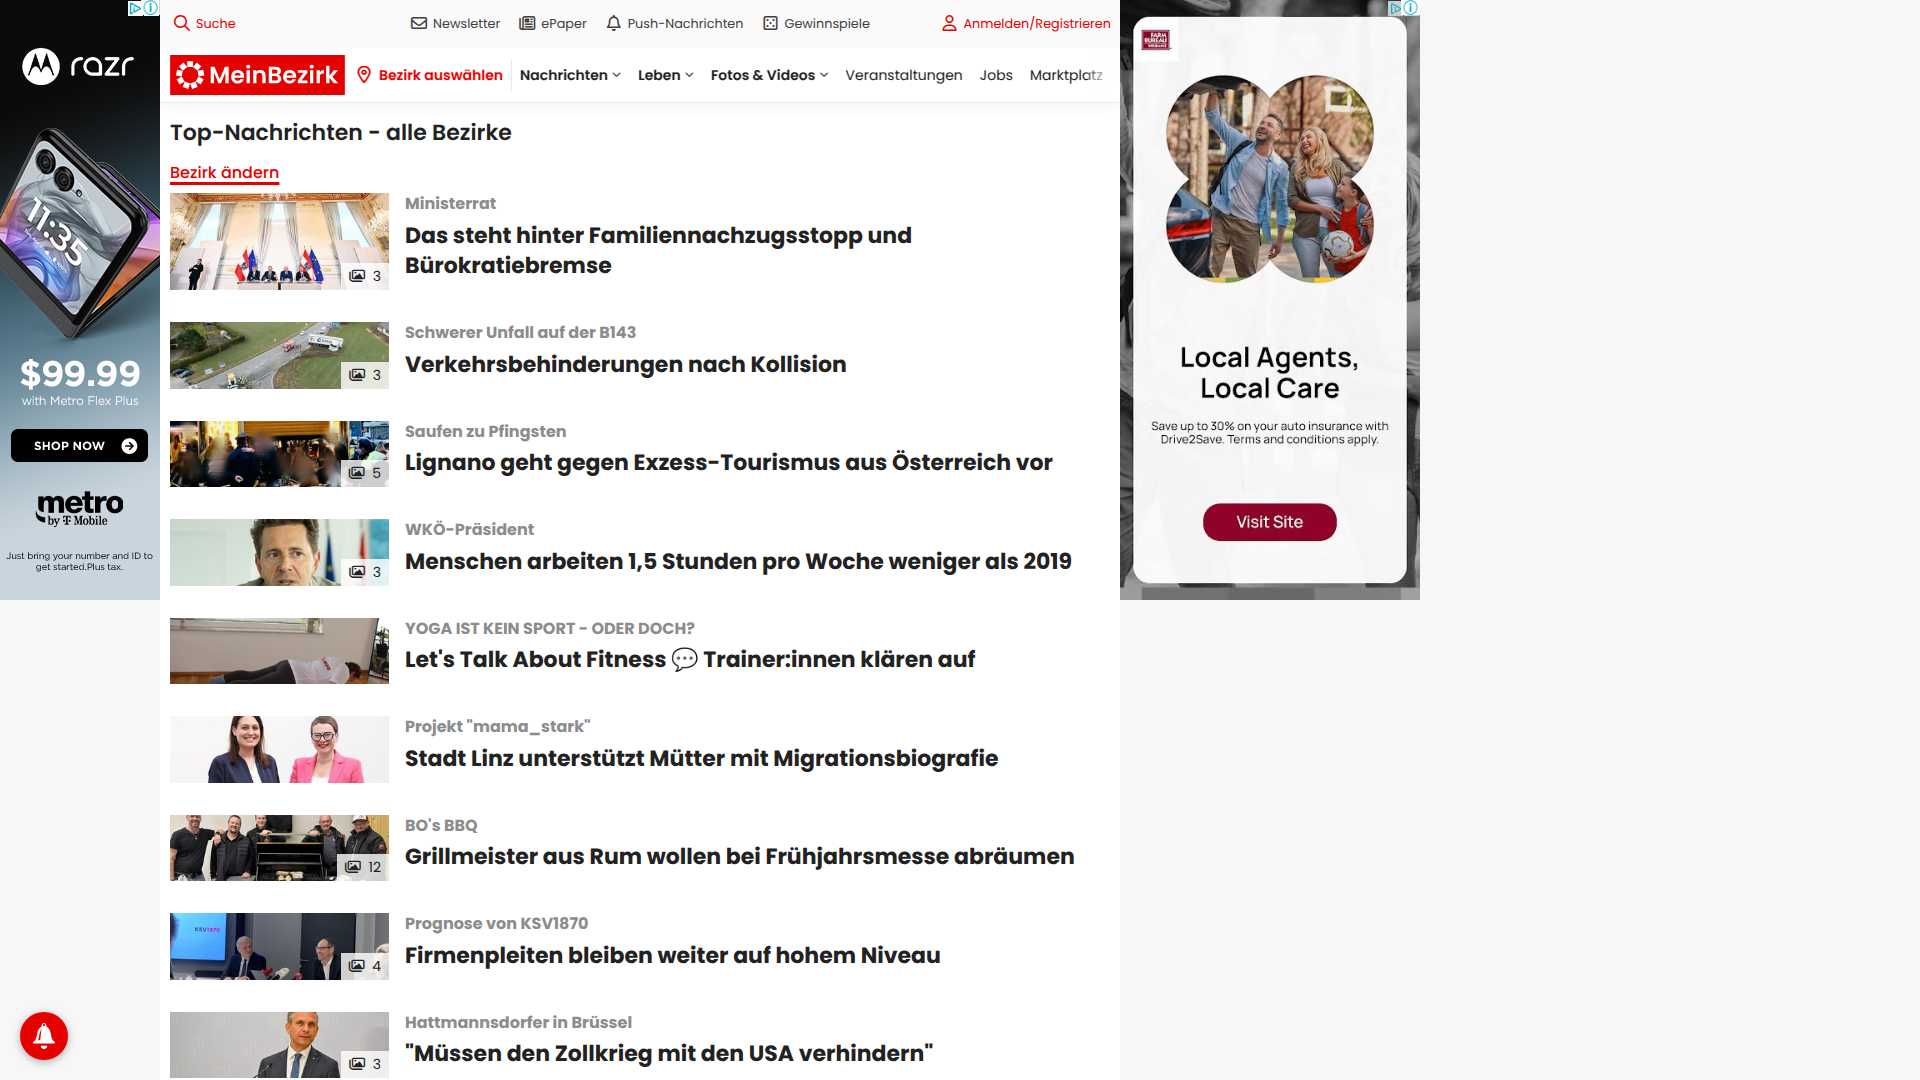 Suche
Newsletter
ePaper
Push-Nachrichten
Gewinnspiele
Anmelden/Registrieren
MeinBezirk
Bezirk auswählen
Nachrichten
Leben
Fotos & Videos
Veranstaltungen
Jobs
Marktplatz
Top-Nachrichten - alle Bezirke
Bezirk ändern
3
Ministerrat
Das steht hinter Familiennachzugsstopp und
Bürokratiebremse
3
Schwerer Unfall auf der B143
Verkehrsbehinderungen nach Kollision
5
Saufen zu Pfingsten
Lignano geht gegen Exzess-Tourismus aus Österreich vor
3
WKÖ-Präsident
Menschen arbeiten 1,5 Stunden pro Woche weniger als 2019
YOGA IST KEIN SPORT - ODER DOCH?
Let's Talk About Fitness 💬 Trainer:innen klären auf
Projekt "mama_stark"
Stadt Linz unterstützt Mütter mit Migrationsbiografie
12
BO's BBQ
Grillmeister aus Rum wollen bei Frühjahrsmesse abräumen
KSV1870
4
Prognose von KSV1870
Firmenpleiten bleiben weiter auf hohem Niveau
3
Hattmannsdorfer in Brüssel
"Müssen den Zollkrieg mit den USA verhindern"
razr
11:35
$99.99
with Metro Flex Plus
SHOP NOW
metro
by T Mobile
Just bring your number and ID to
get started.Plus tax.
FARM
BUREAU
INSURANCE
Local Agents,
Local Care
Save up to 30% on your auto insurance with
Drive2Save. Terms and conditions apply.
Visit Site